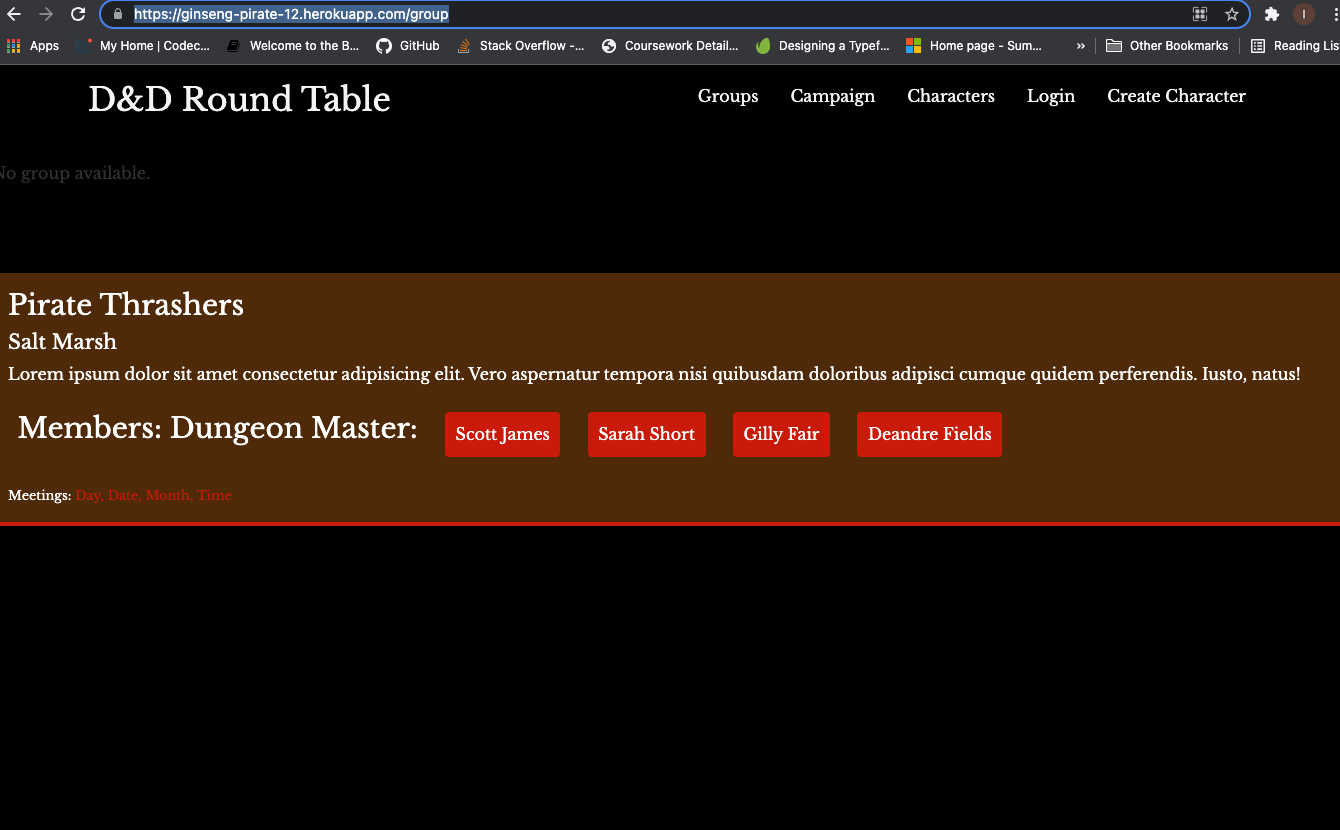 https://ginseng-pirate-12.herokuapp.com/group
Apps My Home | Codec... Welcome to the B... GitHub Stack Overflow -... Coursework Detail... Designing a Typef... Home page - Sum... » Other Bookmarks Reading Lis
D&D Round Table Groups Campaign Characters Login Create Character
No group available.
Pirate Thrashers
Salt Marsh
Lorem ipsum dolor sit amet consectetur adipisicing elit. Vero aspernatur tempora nisi quibusdam doloribus adipisci cumque quidem perferendis. Iusto, natus!
Members: Dungeon Master: Scott James Sarah Short Gilly Fair Deandre Fields
Meetings: Day, Date, Month, Time